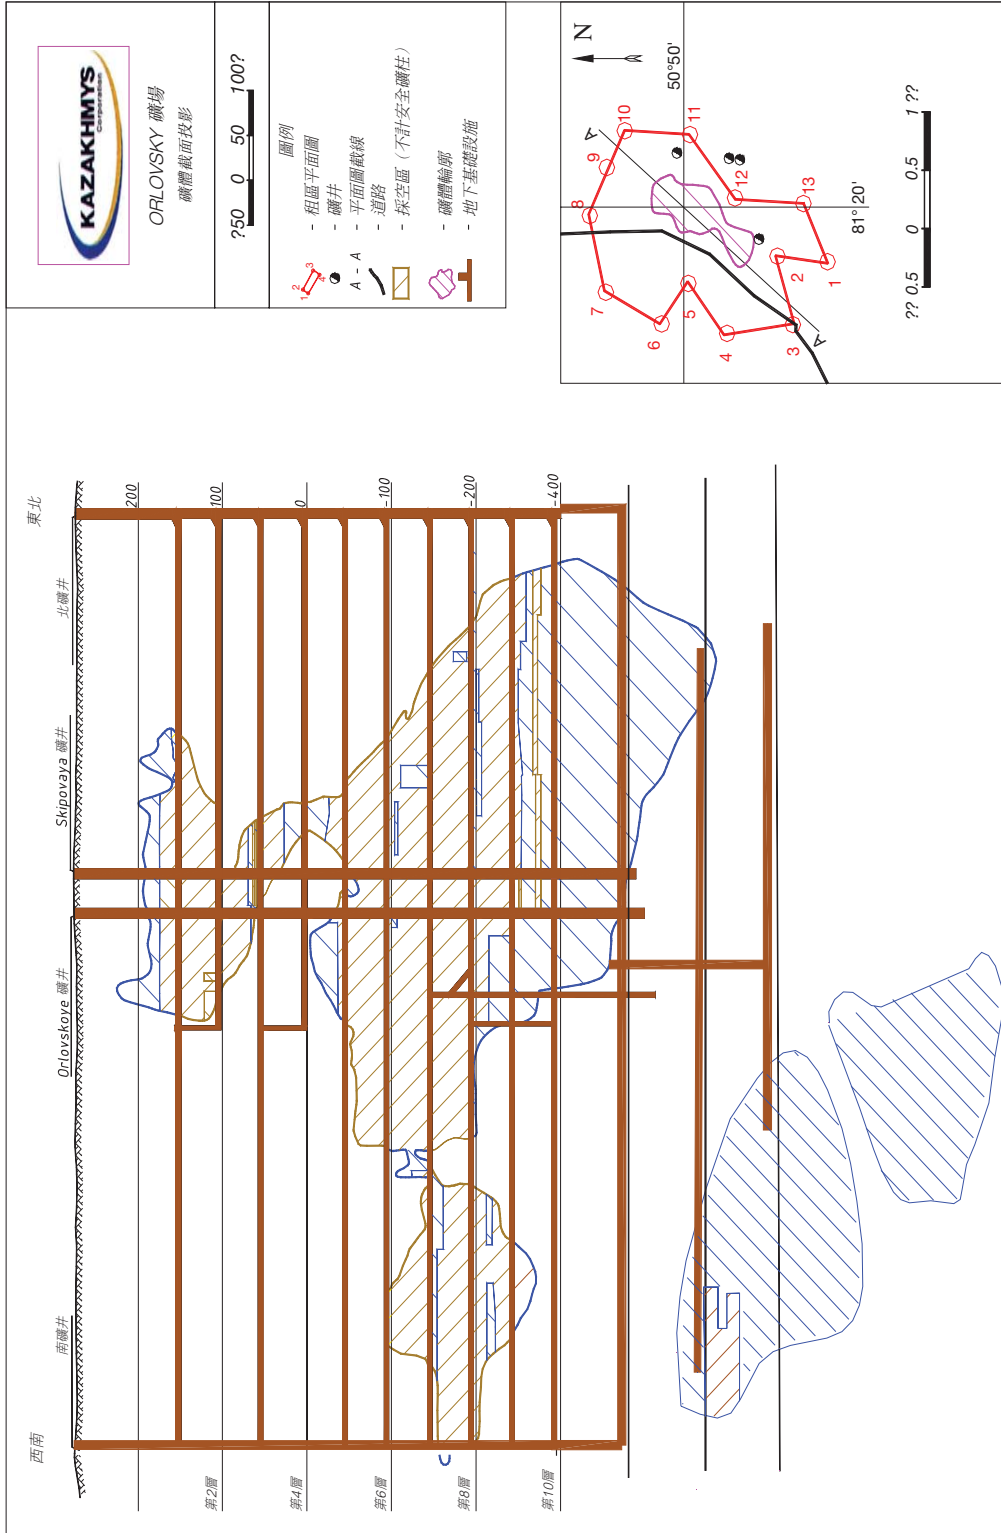 KAZAKHMYS
Corporation
ORLOVSKY 礦場
礦體截面投影
?50 0 50 100?
圖例
1 2 3 4 - 租區平面圖
- 礦井
A - A - 平面圖截線
- 道路
- 採空區（不計安全礦柱）
- 礦體輪廓
- 地下基礎設施
N
50°50'
81°20'
A
A
1
2
3
4
5
6
7
8
9
10
11
12
13
?? 0.5 0 0.5 1 ??
西南
南礦井
Orlovskoye 礦井
Skipovaya 礦井
北礦井
東北
200
第2層
100
第4層
0
第6層
-100
第8層
-200
第10層
-400